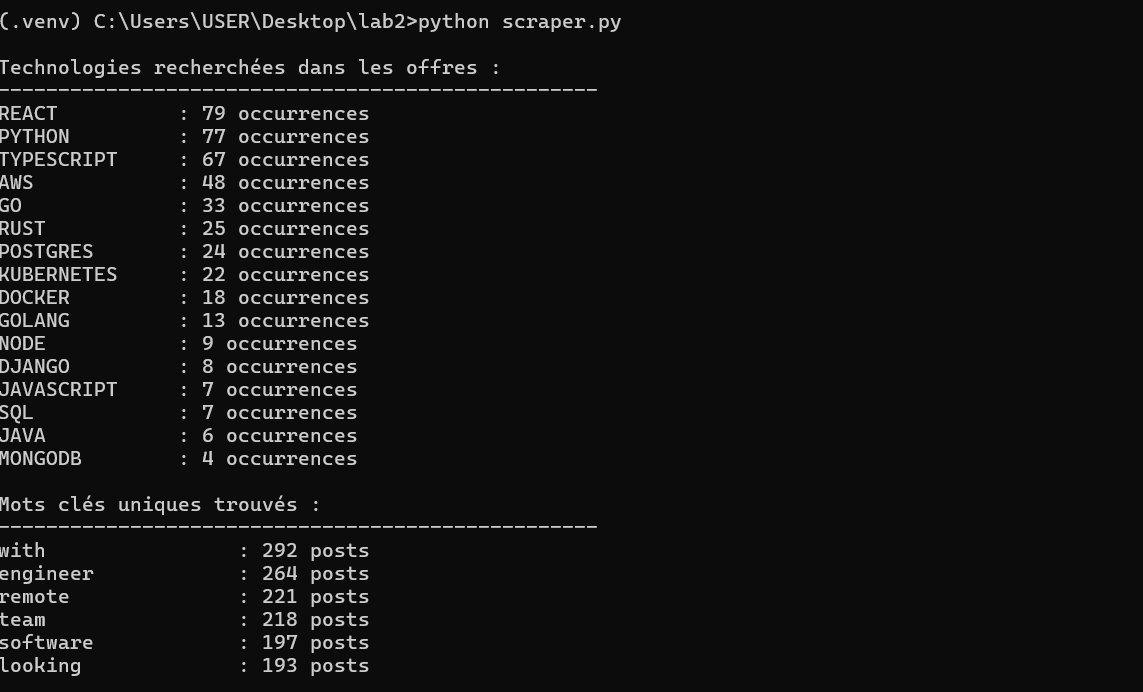 (.venv) C:\Users\USER\Desktop\lab2>python scraper.py
Technologies recherchées dans les offres :
--------------------------------------------------
REACT : 79 occurrences
PYTHON : 77 occurrences
TYPESCRIPT : 67 occurrences
AWS : 48 occurrences
GO : 33 occurrences
RUST : 25 occurrences
POSTGRES : 24 occurrences
KUBERNETES : 22 occurrences
DOCKER : 18 occurrences
GOLANG : 13 occurrences
NODE : 9 occurrences
DJANGO : 8 occurrences
JAVASCRIPT : 7 occurrences
SQL : 7 occurrences
JAVA : 6 occurrences
MONGODB : 4 occurrences
Mots clés uniques trouvés :
--------------------------------------------------
with : 292 posts
engineer : 264 posts
remote : 221 posts
team : 218 posts
software : 197 posts
looking : 193 posts